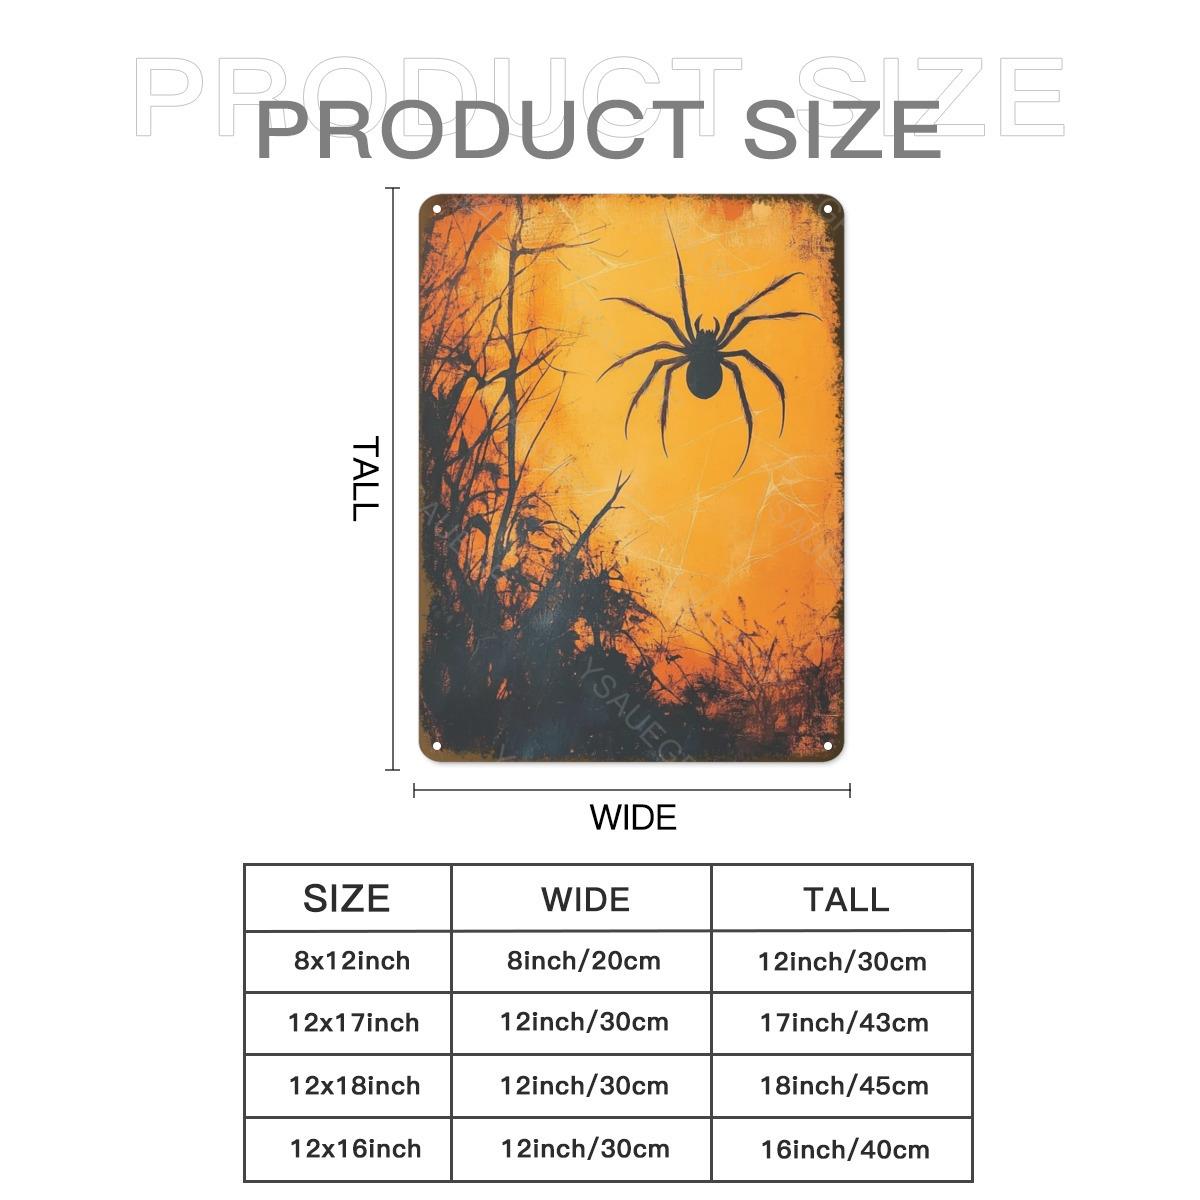 PRODUCT SIZE
PRODUCT SIZE
TALL
YSAUEGR
WIDE
SIZE WIDE TALL
8x12inch 8inch/20cm 12inch/30cm
12x17inch 12inch/30cm 17inch/43cm
12x18inch 12inch/30cm 18inch/45cm
12x16inch 12inch/30cm 16inch/40cm